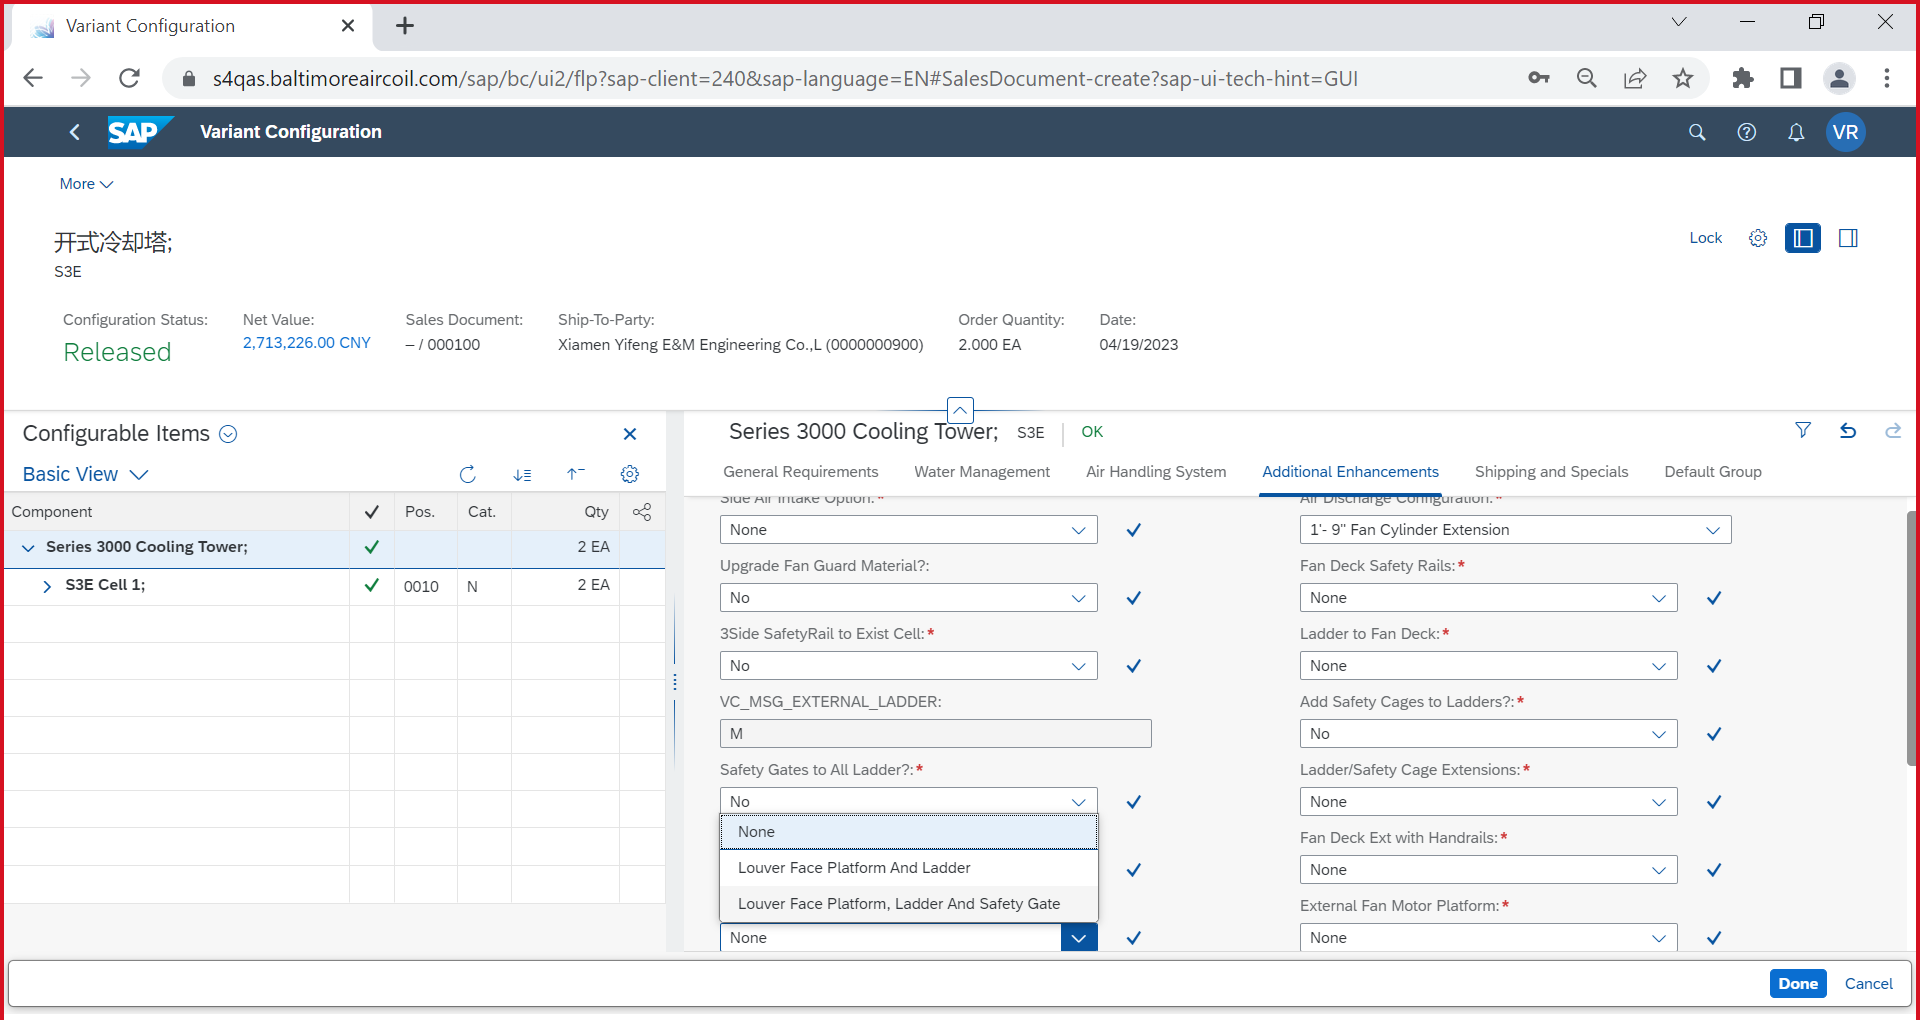 Variant Configuration
s4qas.baltimoreaircoil.com/sap/bc/ui2/flp?sap-client=240&sap-language=EN#SalesDocument-create?sap-ui-tech-hint=GUI
SAP Variant Configuration VR
More
开式冷却塔;
S3E
Lock
Configuration Status: Net Value: Sales Document: Ship-To-Party: Order Quantity: Date:
Released 2,713,226.00 CNY – / 000100 Xiamen Yifeng E&M Engineering Co.,L (0000000900) 2.000 EA 04/19/2023
Configurable Items
Basic View
Component Pos. Cat. Qty
Series 3000 Cooling Tower; 2 EA
S3E Cell 1; 0010 N 2 EA
Series 3000 Cooling Tower; S3E OK
General Requirements Water Management Air Handling System Additional Enhancements Shipping and Specials Default Group
Side Air Intake Option:* Air Discharge Configuration:*
None 1'- 9" Fan Cylinder Extension
Upgrade Fan Guard Material?: Fan Deck Safety Rails:*
No None
3Side SafetyRail to Exist Cell:* Ladder to Fan Deck:*
No None
VC_MSG_EXTERNAL_LADDER: Add Safety Cages to Ladders?:*
M No
Safety Gates to All Ladder?:* Ladder/Safety Cage Extensions:*
No None
None Fan Deck Ext with Handrails:*
Louver Face Platform And Ladder None
Louver Face Platform, Ladder And Safety Gate External Fan Motor Platform:*
None None
Done Cancel